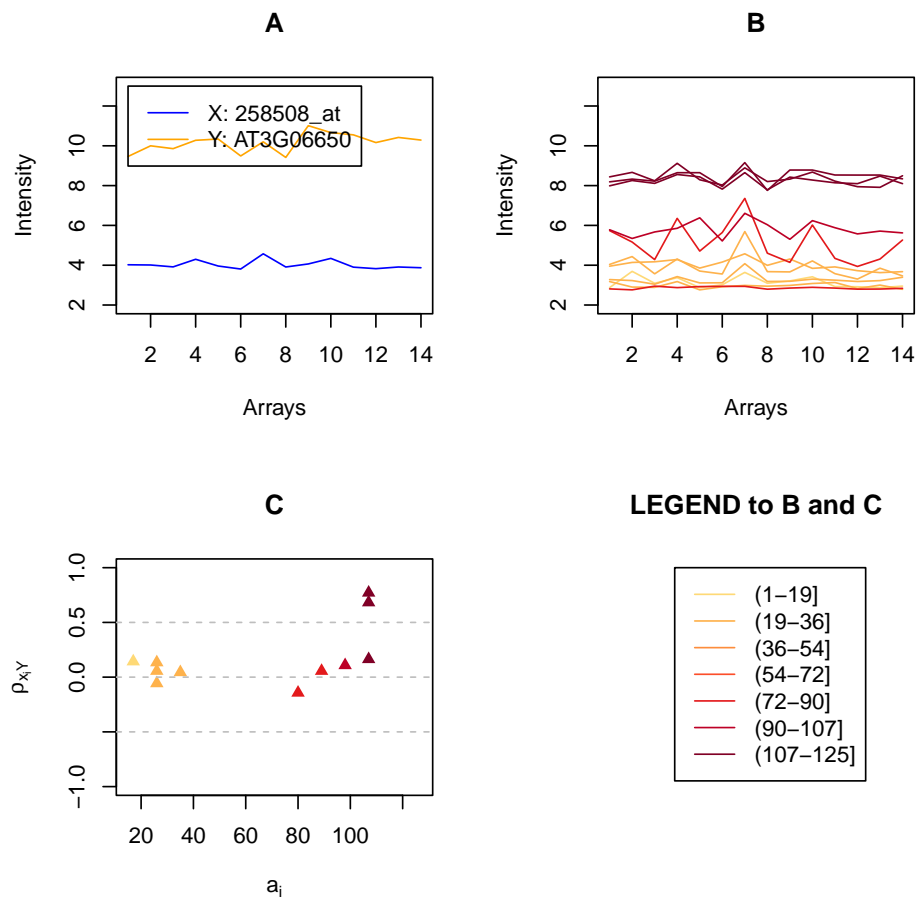 A
Intensity
2 4 6 8 10
X: 258508_at
Y: AT3G06650
2 4 6 8 10 12 14
Arrays
B
Intensity
2 4 6 8 10
2 4 6 8 10 12 14
Arrays
C
ρXiY
−1.0 0.0 0.5 1.0
20 40 60 80 100
ai
LEGEND to B and C
(1−19]
(19−36]
(36−54]
(54−72]
(72−90]
(90−107]
(107−125]